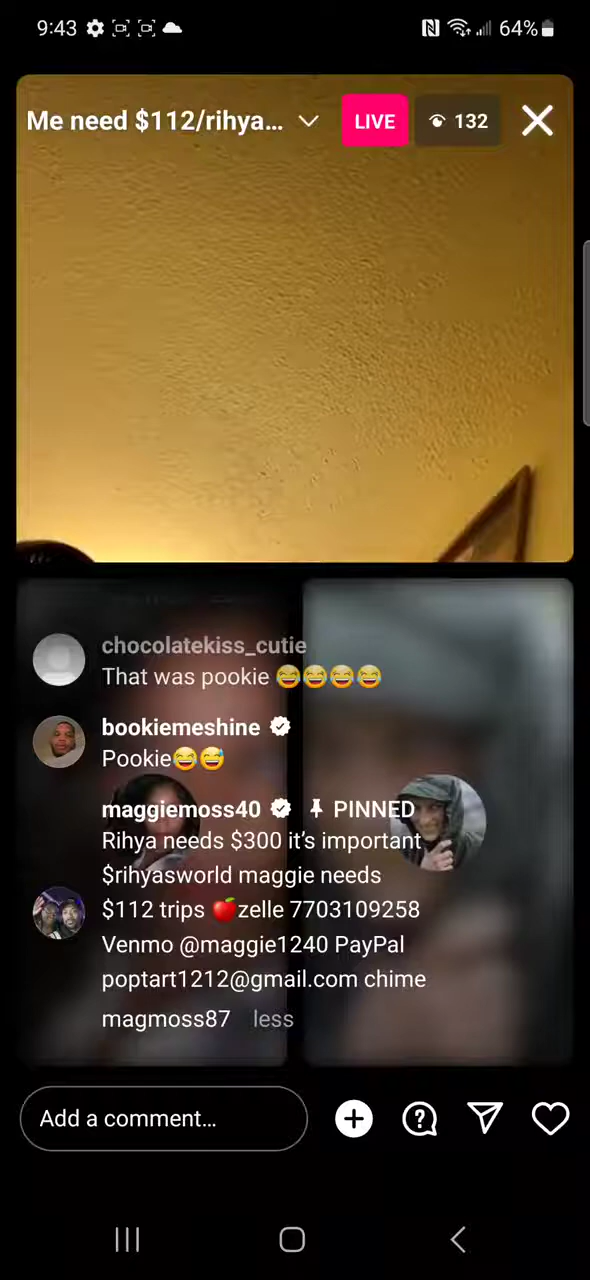 9:43
64%
Me need $112/rihya...
LIVE
132
chocolatekiss_cutie
That was pookie 😂😂😂😂
bookiemeshine
Pookie😂😅
maggiemoss40 PINNED
Rihya needs $300 it's important
$rihyasworld maggie needs
$112 trips 🍎zelle 7703109258
Venmo @maggie1240 PayPal
poptart1212@gmail.com chime
magmoss87 less
Add a comment...